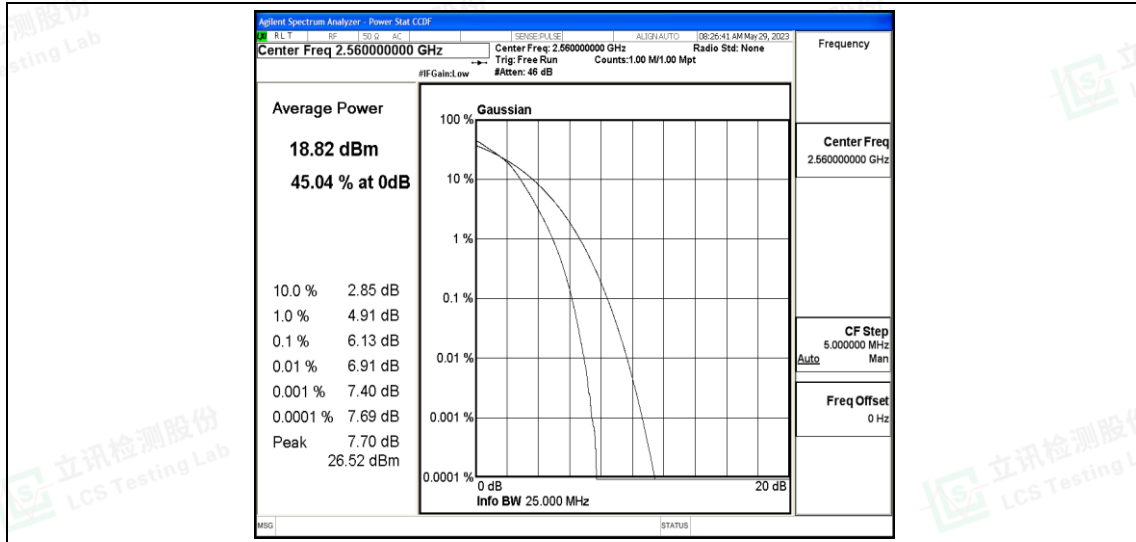 Agilent Spectrum Analyzer - Power Stat CCDF
RLT RF 50 Ω AC SENSE:PULSE ALIGN AUTO 08:26:41 AM May 29, 2023
Center Freq 2.560000000 GHz
Center Freq: 2.560000000 GHz Radio Std: None
Trig: Free Run Counts:1.00 M/1.00 Mpt
#IFGain:Low #Atten: 46 dB
Frequency
Average Power
18.82 dBm
45.04 % at 0dB
10.0 % 2.85 dB
1.0 % 4.91 dB
0.1 % 6.13 dB
0.01 % 6.91 dB
0.001 % 7.40 dB
0.0001 % 7.69 dB
Peak 7.70 dB
26.52 dBm
Gaussian
100 %
10 %
1 %
0.1 %
0.01 %
0.001 %
0.0001 %
0 dB 20 dB
Info BW 25.000 MHz
Center Freq
2.560000000 GHz
CF Step
5.000000 MHz
Auto Man
Freq Offset
0 Hz
MSG STATUS
立讯检测股份
LCS Testing Lab
立讯检测股份
LCS Testing L
检测股份
esting Lab